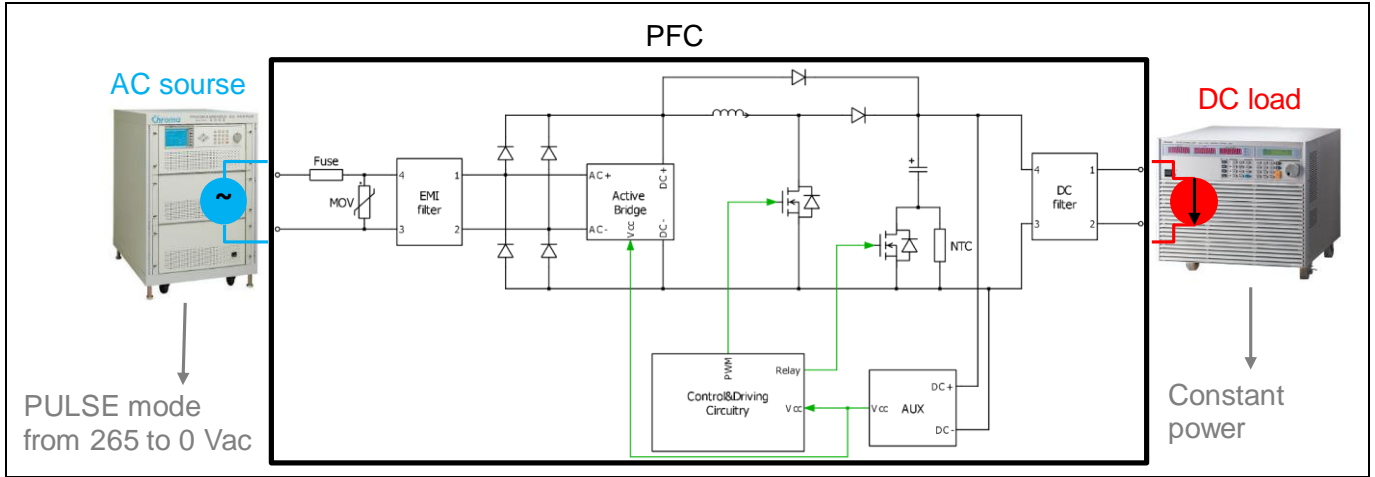 PFC
AC sourse
DC load
Chroma
~
Fuse
MOV
4
3
EMI
filter
1
2
AC+
AC-
Active
Bridge
DC+
DC-
Vcc
+
NTC
4
3
DC
filter
1
2
PWM
Relay
Control&Driving
Circuitry
Vcc
Vcc
AUX
DC+
DC-
PULSE mode
from 265 to 0 Vac
Constant
power